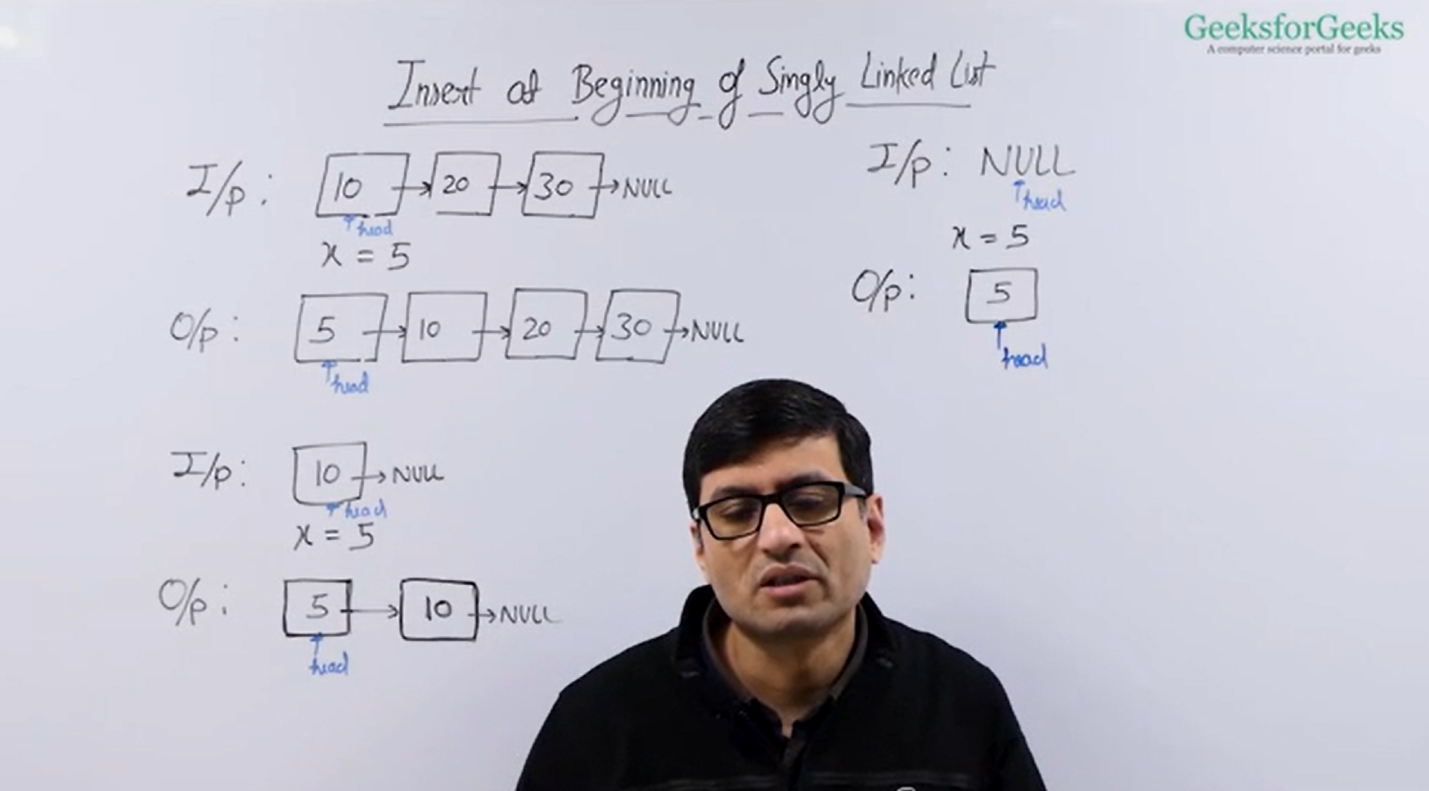 GeeksforGeeks
A computer science portal for geeks
Insert at Beginning of Singly Linked List
I/p: 10 20 30 NULL
head
x = 5
O/p: 5 10 20 30 NULL
head
I/p: 10 NULL
head
x = 5
O/p: 5 10 NULL
head
I/p: NULL
head
x = 5
O/p: 5
head